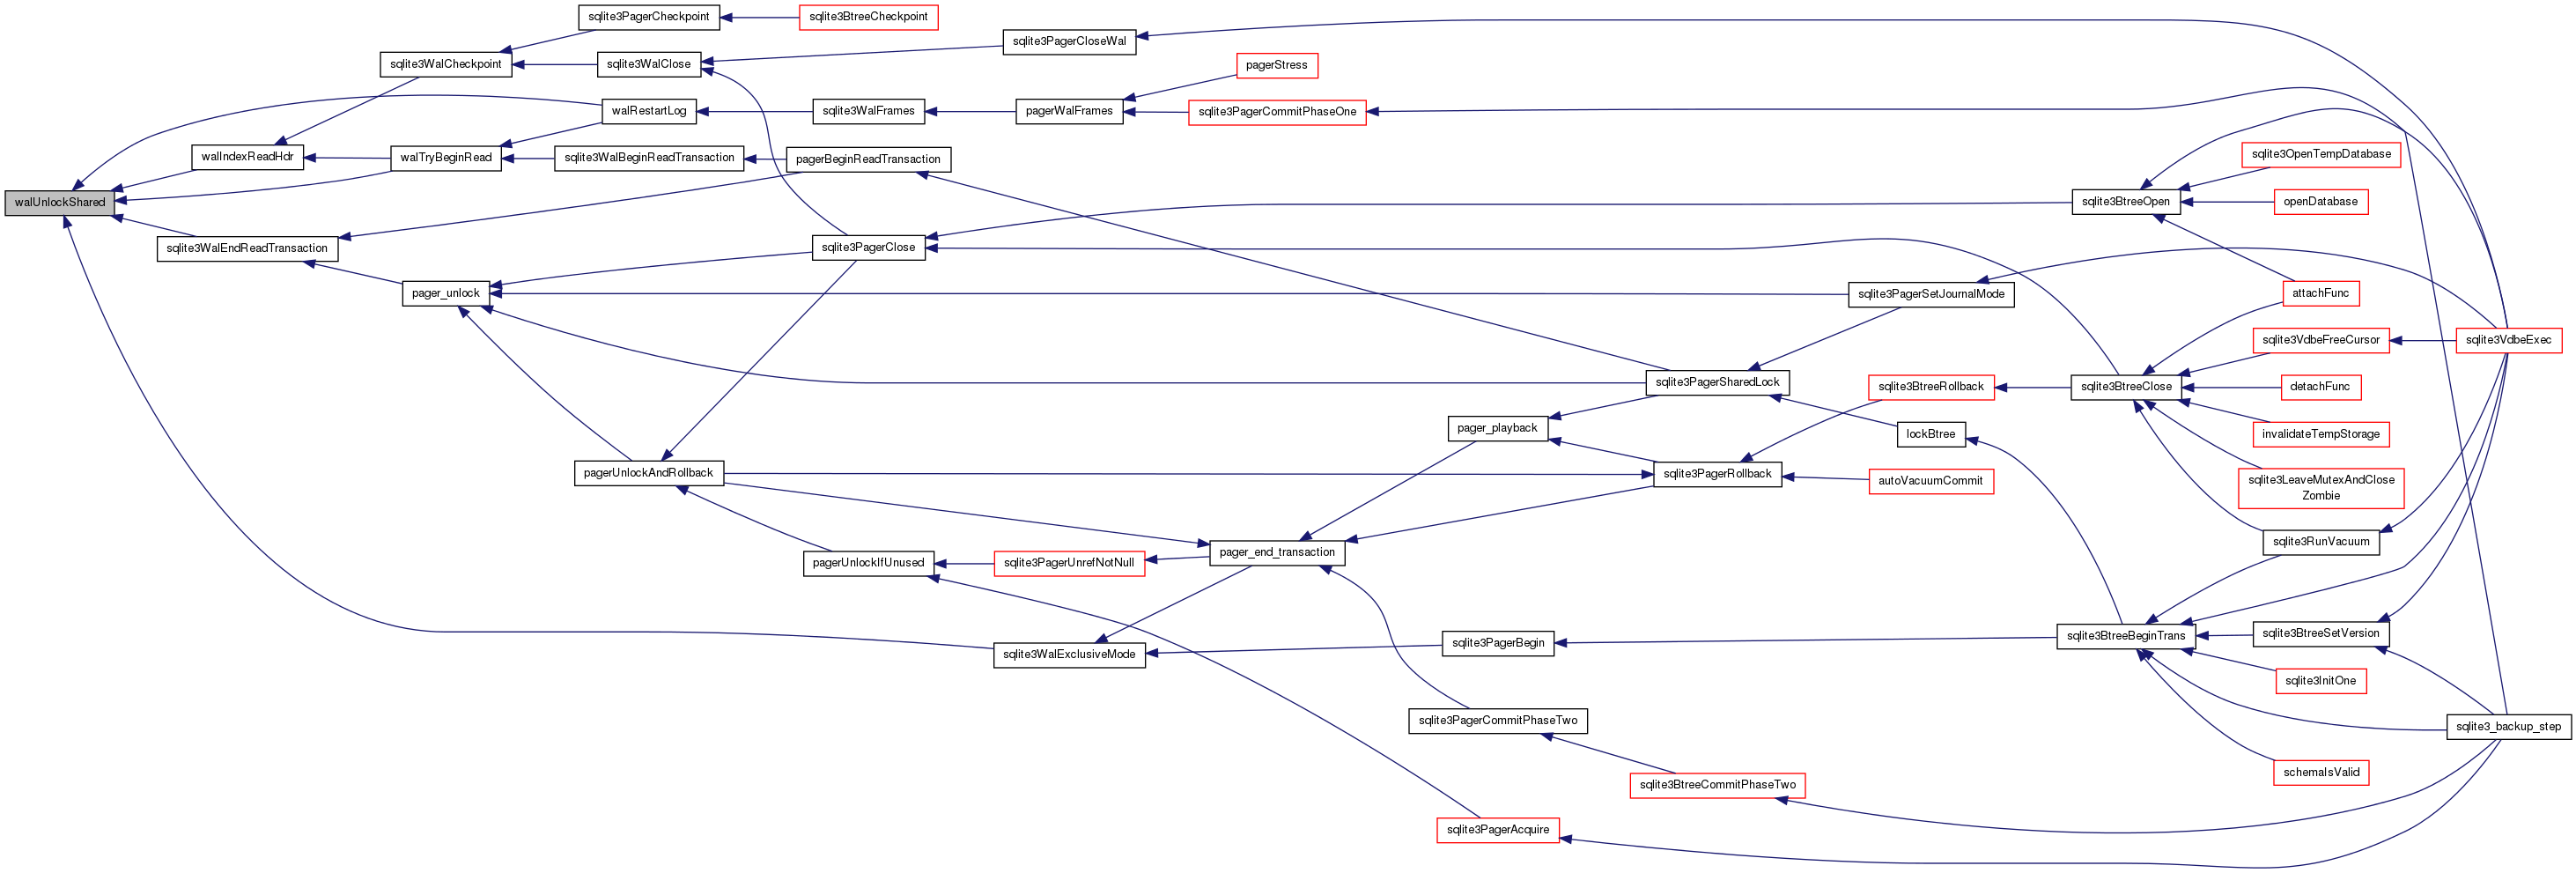 sqlite3PagerCheckpoint
sqlite3BtreeCheckpoint
sqlite3PagerCloseWal
sqlite3WalCheckpoint
sqlite3WalClose
pagerStress
walRestartLog
sqlite3WalFrames
pagerWalFrames
sqlite3PagerCommitPhaseOne
walIndexReadHdr
walTryBeginRead
sqlite3WalBeginReadTransaction
pagerBeginReadTransaction
sqlite3OpenTempDatabase
walUnlockShared
sqlite3BtreeOpen
openDatabase
sqlite3WalEndReadTransaction
sqlite3PagerClose
pager_unlock
sqlite3PagerSetJournalMode
attachFunc
sqlite3VdbeFreeCursor
sqlite3VdbeExec
sqlite3PagerSharedLock
sqlite3BtreeRollback
sqlite3BtreeClose
detachFunc
pager_playback
lockBtree
invalidateTempStorage
pagerUnlockAndRollback
sqlite3PagerRollback
autoVacuumCommit
sqlite3LeaveMutexAndClose
Zombie
sqlite3RunVacuum
pagerUnlockIfUnused
sqlite3PagerUnrefNotNull
pager_end_transaction
sqlite3WalExclusiveMode
sqlite3PagerBegin
sqlite3BtreeBeginTrans
sqlite3BtreeSetVersion
sqlite3InitOne
sqlite3PagerCommitPhaseTwo
sqlite3_backup_step
sqlite3BtreeCommitPhaseTwo
schemaIsValid
sqlite3PagerAcquire